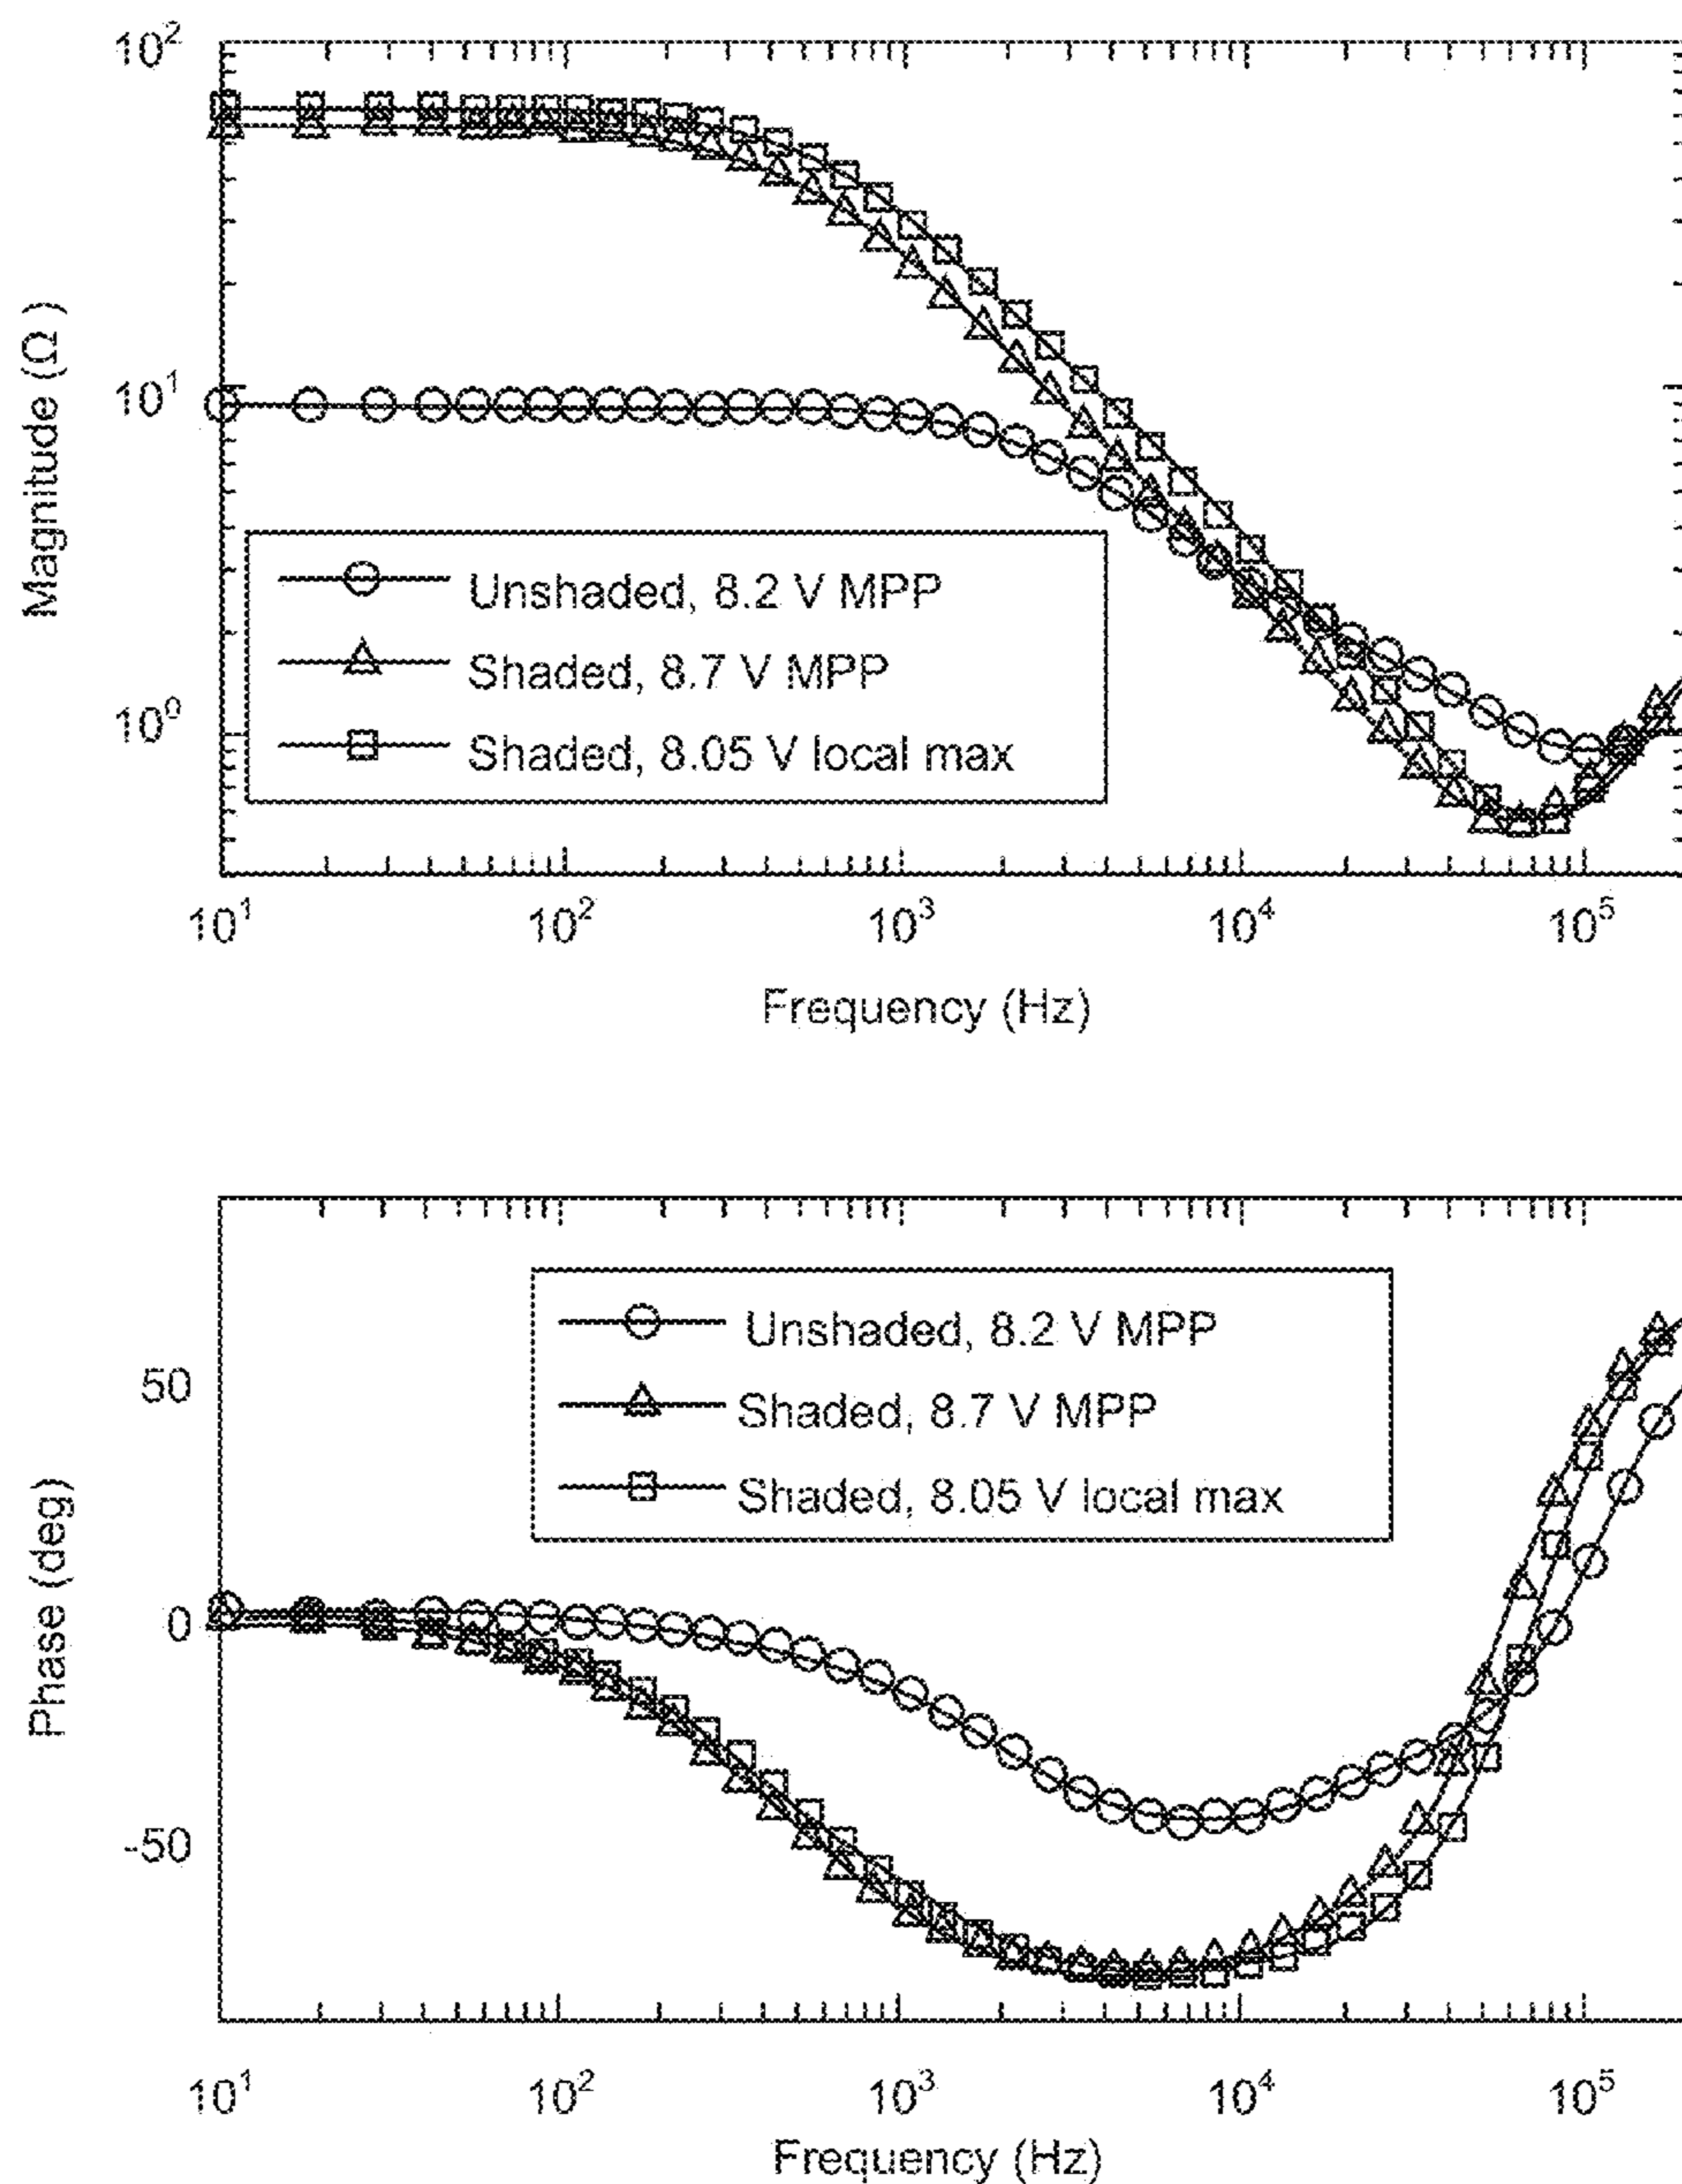 10²
10¹
10⁰
Magnitude (Ω)
Unshaded, 8.2 V MPP
Shaded, 8.7 V MPP
Shaded, 8.05 V local max
10¹ 10² 10³ 10⁴ 10⁵
Frequency (Hz)
50
0
-50
Phase (deg)
Unshaded, 8.2 V MPP
Shaded, 8.7 V MPP
Shaded, 8.05 V local max
10¹ 10² 10³ 10⁴ 10⁵
Frequency (Hz)